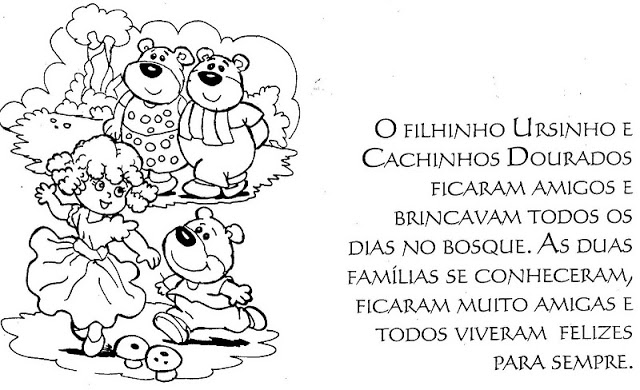 O FILHINHO URSINHO E
CACHINHOS DOURADOS
FICARAM AMIGOS E
BRINCAVAM TODOS OS
DIAS NO BOSQUE. AS DUAS
FAMÍLIAS SE CONHECERAM,
FICARAM MUITO AMIGAS E
TODOS VIVERAM FELIZES
PARA SEMPRE.